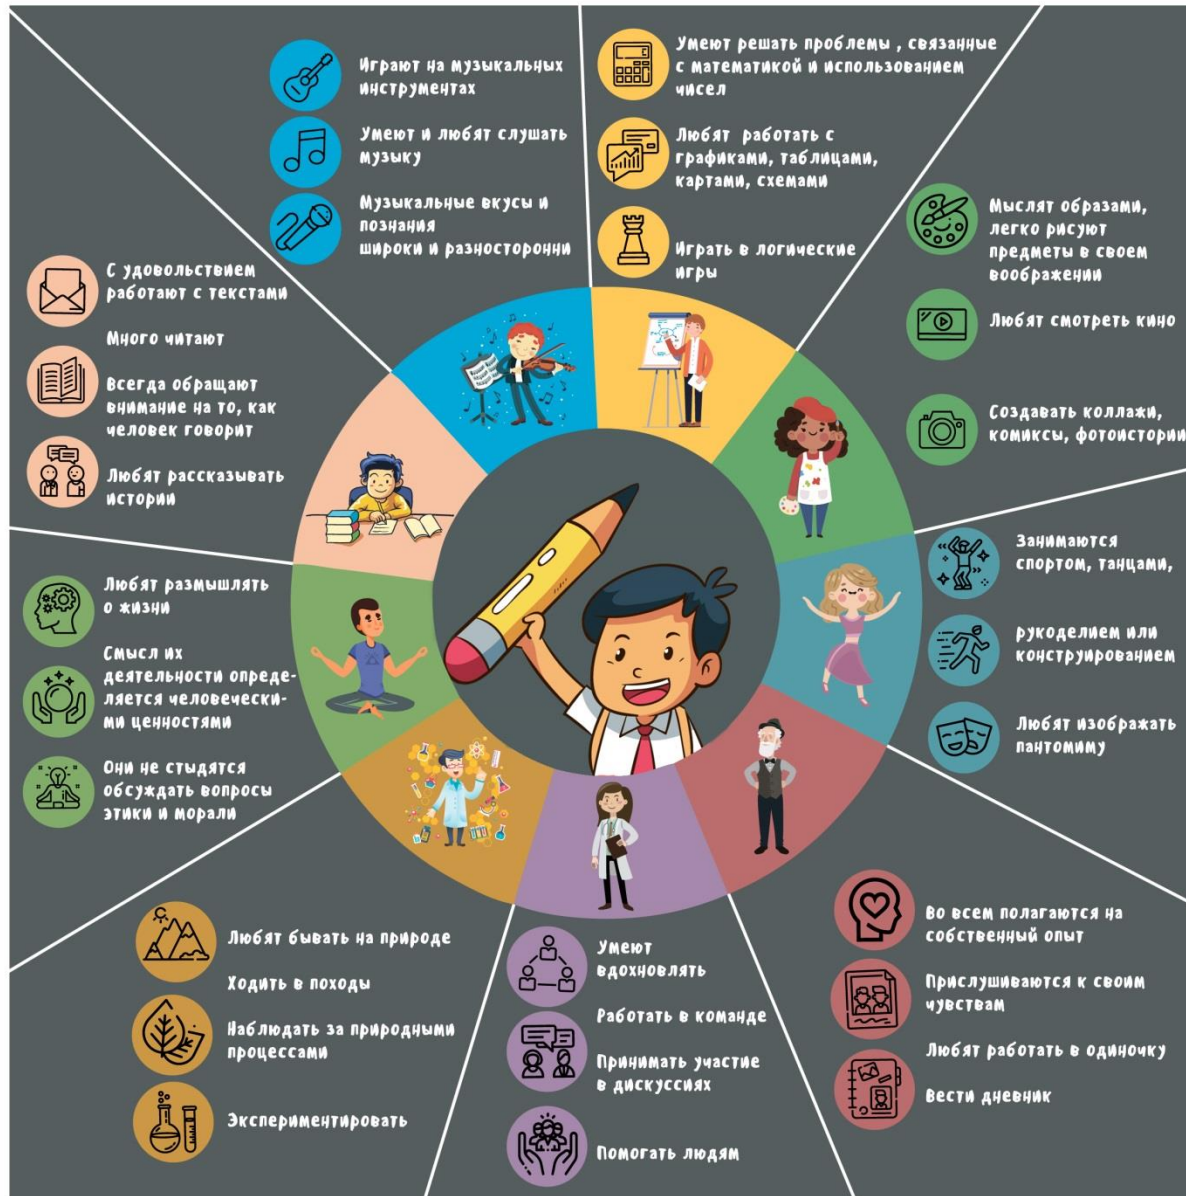 Играют на музыкальных
инструментах
Умеют и любят слушать
музыку
Музыкальные вкусы и
познания
широки и разносторонни
Умеют решать проблемы , связанные
с математикой и использованием
чисел
Любят работать с
графиками, таблицами,
картами, схемами
Играть в логические
игры
Мыслят образами,
легко рисуют
предметы в своем
воображении
Любят смотреть кино
Создавать коллажи,
комиксы, фотоистории
Занимаются
спортом, танцами,
рукоделием или
конструированием
Любят изображать
пантомиму
Во всем полагаются на
собственный опыт
Прислушиваются к своим
чувствам
Любят работать в одиночку
Вести дневник
Умеют
вдохновлять
Работать в команде
Принимать участие
в дискуссиях
Помогать людям
Любят бывать на природе
Ходить в походы
Наблюдать за природными
процессами
Экспериментировать
Любят размышлять
о жизни
Смысл их
деятельности опреде-
ляется человечески-
ми ценностями
Они не стыдятся
обсуждать вопросы
этики и морали
С удовольствием
работают с текстами
Много читают
Всегда обращают
внимание на то, как
человек говорит
Любят рассказывать
истории